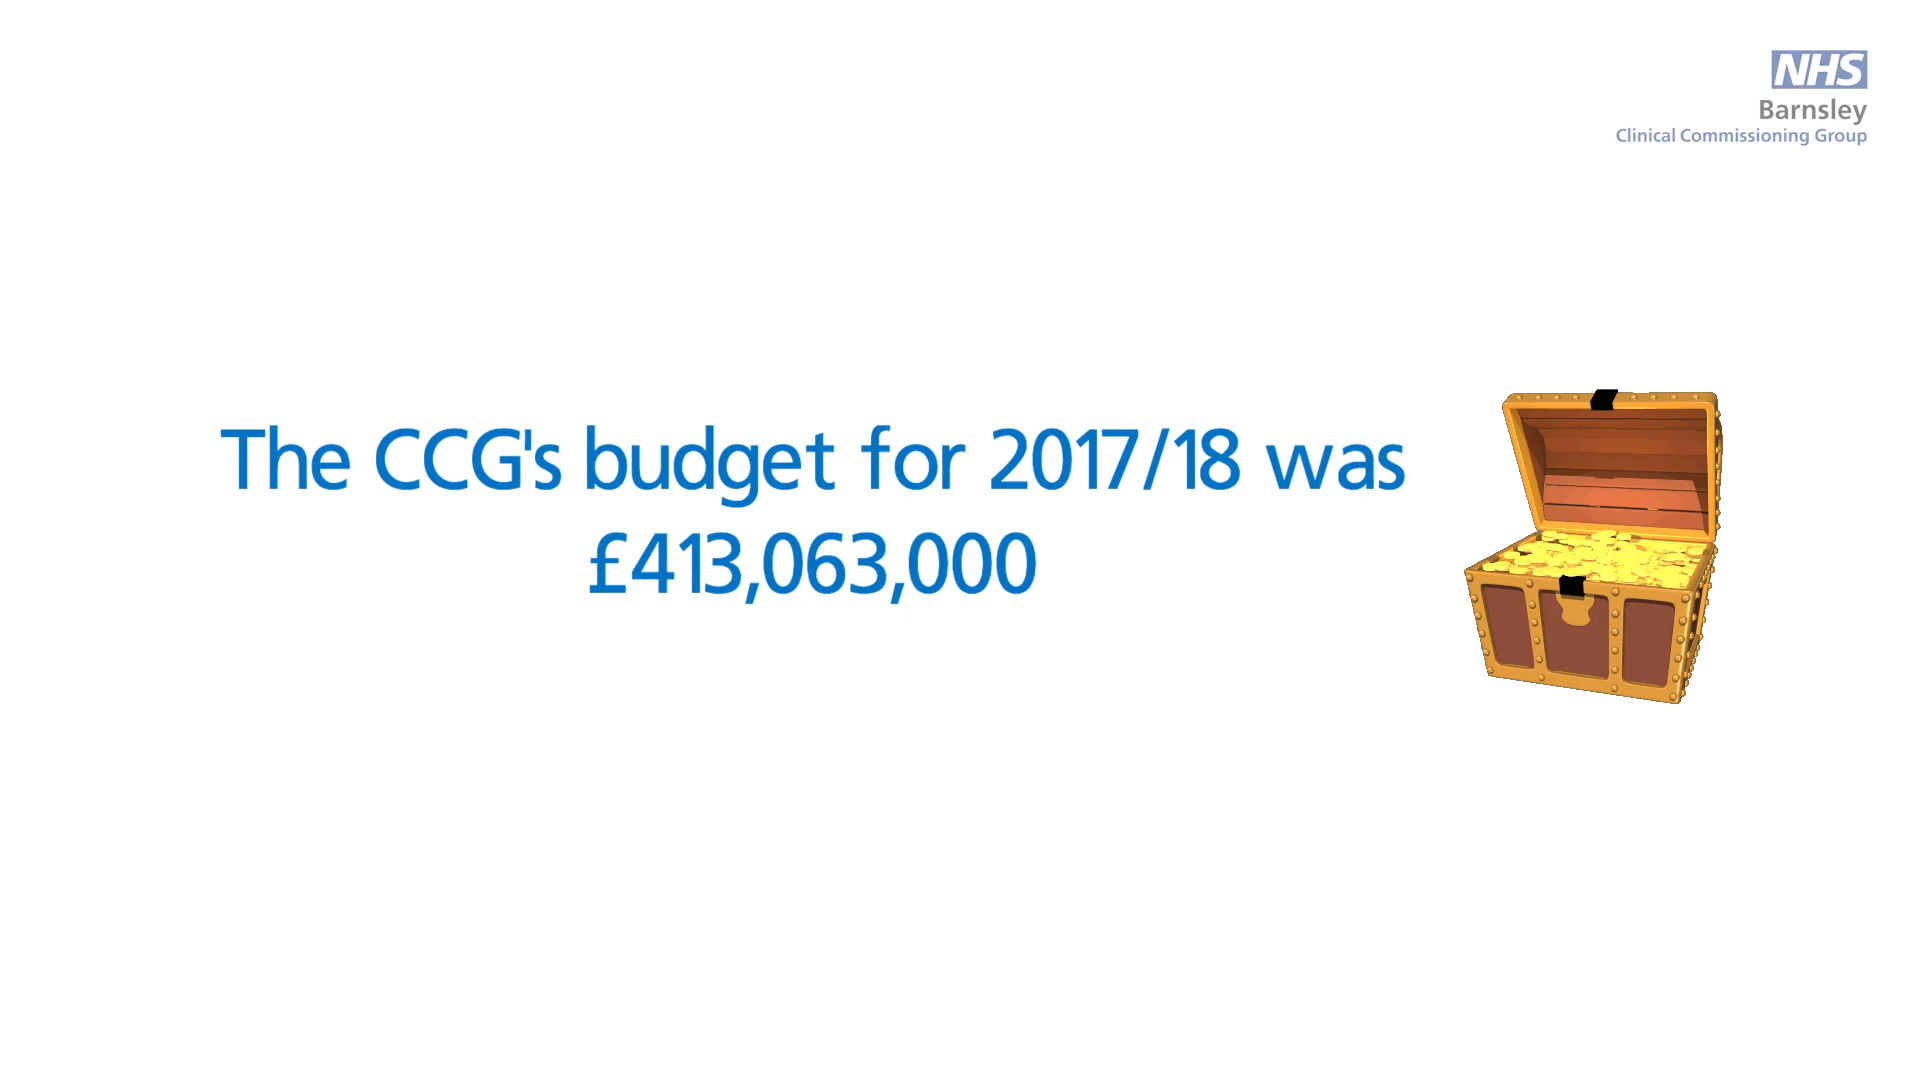 NHS
Barnsley
Clinical Commissioning Group
The CCG's budget for 2017/18 was
£413,063,000